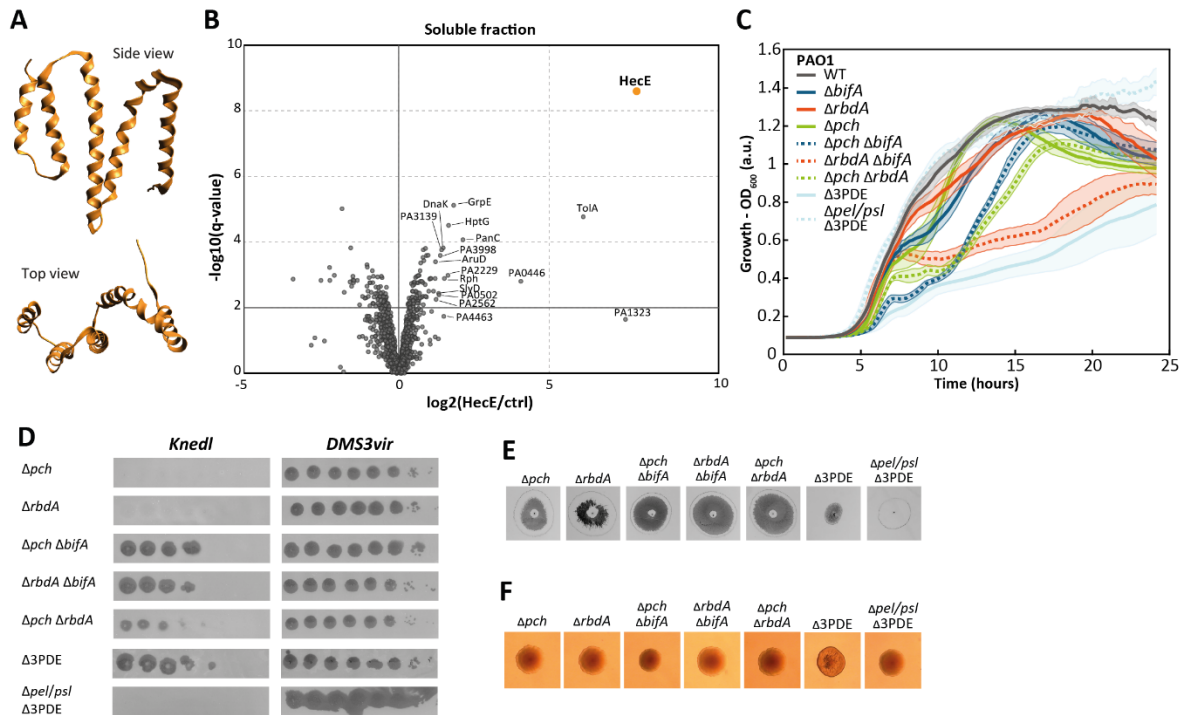 A
Side view
Top view
B
Soluble fraction
-log10(q-value)
10
8
6
4
2
0
HecE
DnaK
GrpE
PA3139
HptG
TolA
PanC
PA3998
AruD
PA2229
Rph
SlyD
PA0446
PA0502
PA2562
PA4463
PA1323
-5
0
5
10
log2(HecE/ctrl)
C
Growth - OD600 (a.u.)
1.6
1.4
1.2
1
0.8
0.6
0.4
0.2
0
PAO1
WT
ΔbifA
ΔrbdA
Δpch
Δpch ΔbifA
ΔrbdA ΔbifA
Δpch ΔrbdA
Δ3PDE
Δpel/psl
Δ3PDE
0
5
10
15
20
25
Time (hours)
D
Knedl
DMS3vir
Δpch
ΔrbdA
Δpch ΔbifA
ΔrbdA ΔbifA
Δpch ΔrbdA
Δ3PDE
Δpel/psl
Δ3PDE
E
Δpch
ΔrbdA
Δpch
ΔbifA
ΔrbdA
ΔbifA
Δpch
ΔrbdA
Δ3PDE
Δpel/psl
Δ3PDE
F
Δpch
ΔrbdA
Δpch
ΔbifA
ΔrbdA
ΔbifA
Δpch
ΔrbdA
Δ3PDE
Δpel/psl
Δ3PDE